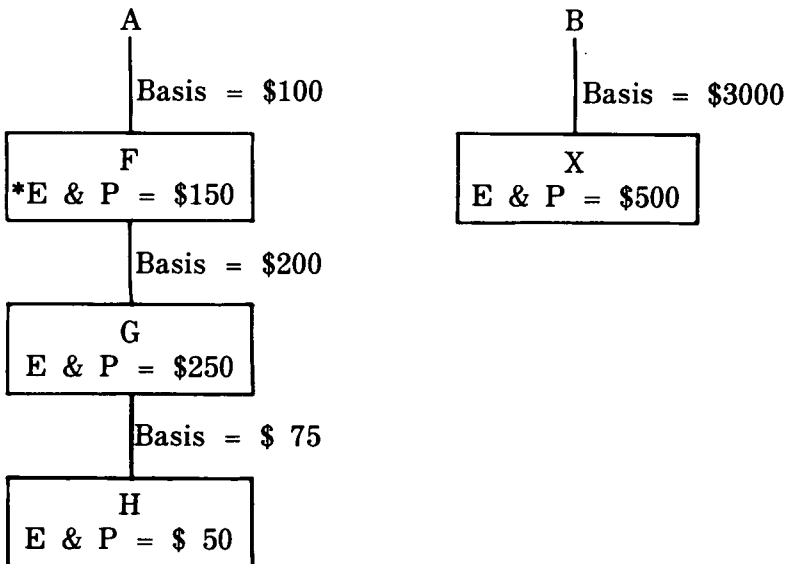 A
Basis = $100
F
*E & P = $150
Basis = $200
G
E & P = $250
Basis = $ 75
H
E & P = $ 50
B
Basis = $3000
X
E & P = $500